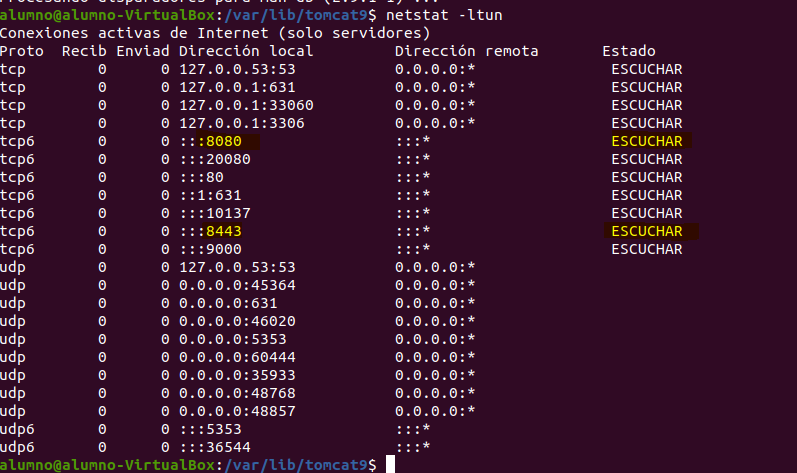 Procesando disparadores para man-db (2.9.1-1) ...
alumno@alumno-VirtualBox:/var/lib/tomcat9$ netstat -ltun
Conexiones activas de Internet (solo servidores)
Proto  Recib Enviad Dirección local         Dirección remota       Estado
tcp        0      0 127.0.0.53:53           0.0.0.0:*               ESCUCHAR
tcp        0      0 127.0.0.1:631           0.0.0.0:*               ESCUCHAR
tcp        0      0 127.0.0.1:33060         0.0.0.0:*               ESCUCHAR
tcp        0      0 127.0.0.1:3306          0.0.0.0:*               ESCUCHAR
tcp6       0      0 :::8080                 :::*                    ESCUCHAR
tcp6       0      0 :::20080                :::*                    ESCUCHAR
tcp6       0      0 :::80                   :::*                    ESCUCHAR
tcp6       0      0 ::1:631                 :::*                    ESCUCHAR
tcp6       0      0 :::10137                :::*                    ESCUCHAR
tcp6       0      0 :::8443                 :::*                    ESCUCHAR
tcp6       0      0 :::9000                 :::*                    ESCUCHAR
udp        0      0 127.0.0.53:53           0.0.0.0:*
udp        0      0 0.0.0.0:45364           0.0.0.0:*
udp        0      0 0.0.0.0:631             0.0.0.0:*
udp        0      0 0.0.0.0:46020           0.0.0.0:*
udp        0      0 0.0.0.0:5353            0.0.0.0:*
udp        0      0 0.0.0.0:60444           0.0.0.0:*
udp        0      0 0.0.0.0:35933           0.0.0.0:*
udp        0      0 0.0.0.0:48768           0.0.0.0:*
udp        0      0 0.0.0.0:48857           0.0.0.0:*
udp6       0      0 :::5353                 :::*
udp6       0      0 :::36544                :::*
alumno@alumno-VirtualBox:/var/lib/tomcat9$